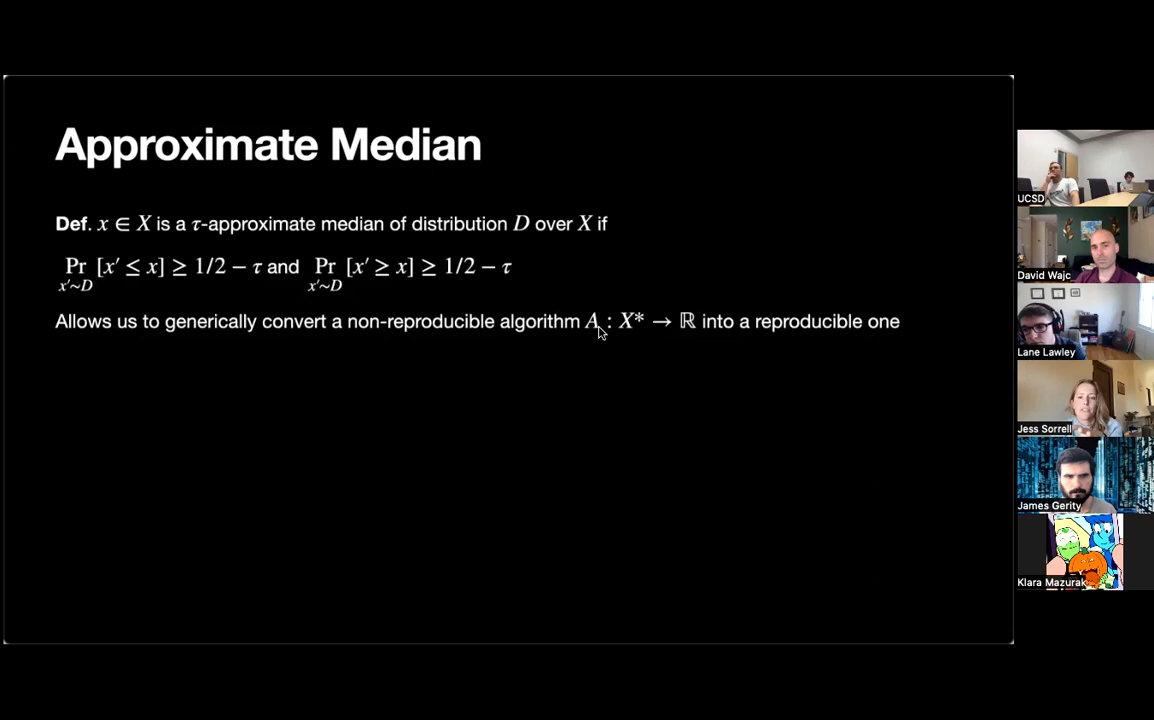 Approximate Median
Def. x ∈ X is a τ-approximate median of distribution D over X if
Pr [x′ ≤ x] ≥ 1/2 − τ and Pr [x′ ≥ x] ≥ 1/2 − τ
x′∼D x′∼D
Allows us to generically convert a non-reproducible algorithm A : X* → ℝ into a reproducible one
UCSD
David Wajc
Lane Lawley
Jess Sorrell
James Gerity
Klara Mazurak